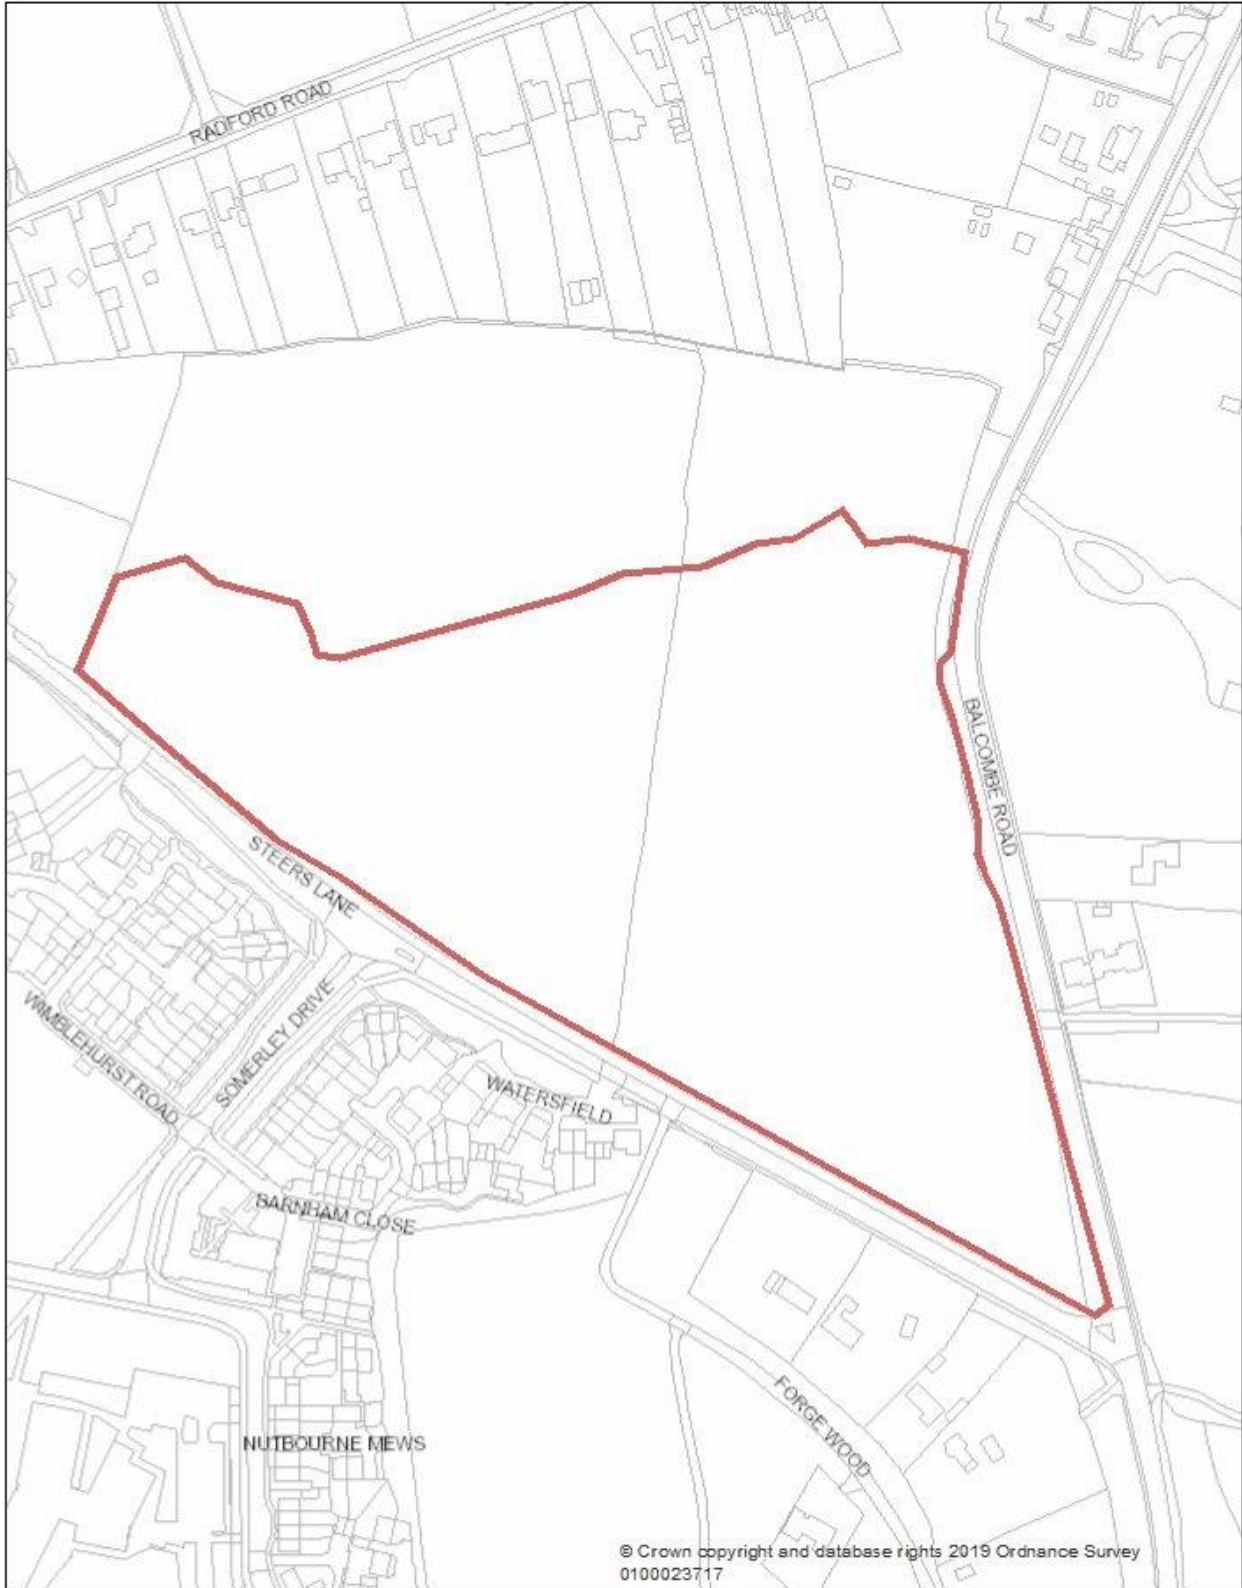 RADFORD ROAD
BALCOMBE ROAD
STEERS LANE
WIMBLEHURST ROAD
SOMERLEY DRIVE
WATERSFIELD
BARNHAM CLOSE
FORGE WOOD
NUTBOURNE MEWS
© Crown copyright and database rights 2019 Ordnance Survey
0100023717